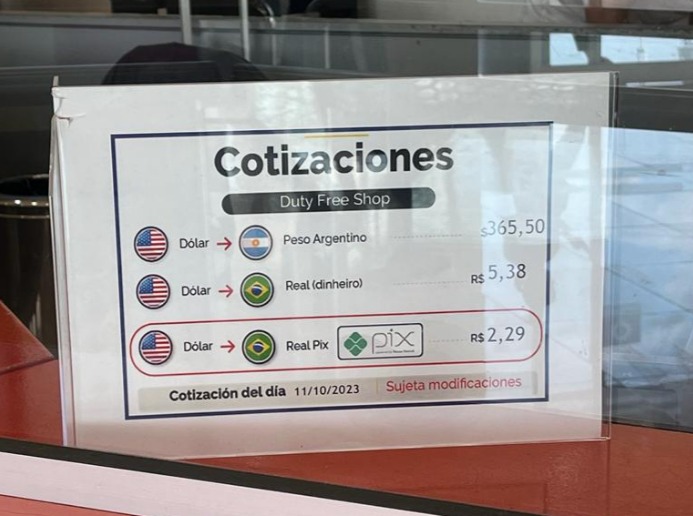 Cotizaciones
Duty Free Shop
Dólar → Peso Argentino $365,50
Dólar → Real (dinheiro) R$ 5,38
Dólar → Real Pix pix R$ 2,29
Cotización del día 11/10/2023 Sujeta modificaciones